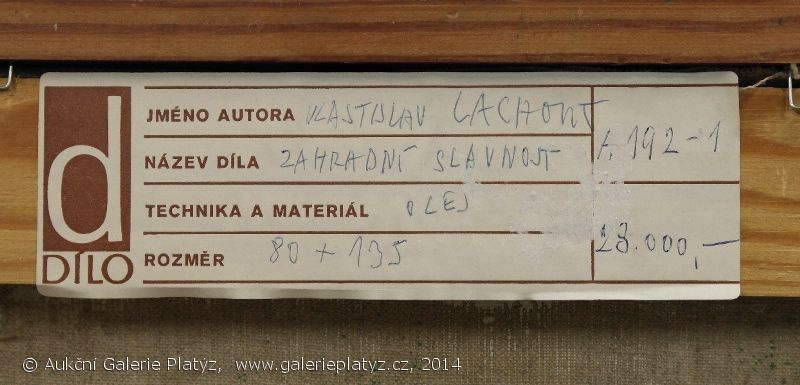 d
DÍLO
JMÉNO AUTORA VLASTISLAV LACHOUT
NÁZEV DÍLA ZAHRADNÍ SLAVNOST
192-1
TECHNIKA A MATERIÁL OLEJ
ROZMĚR 80 + 135
28.000,-
© Aukční Galerie Platýz, www.galerieplatyz.cz, 2014